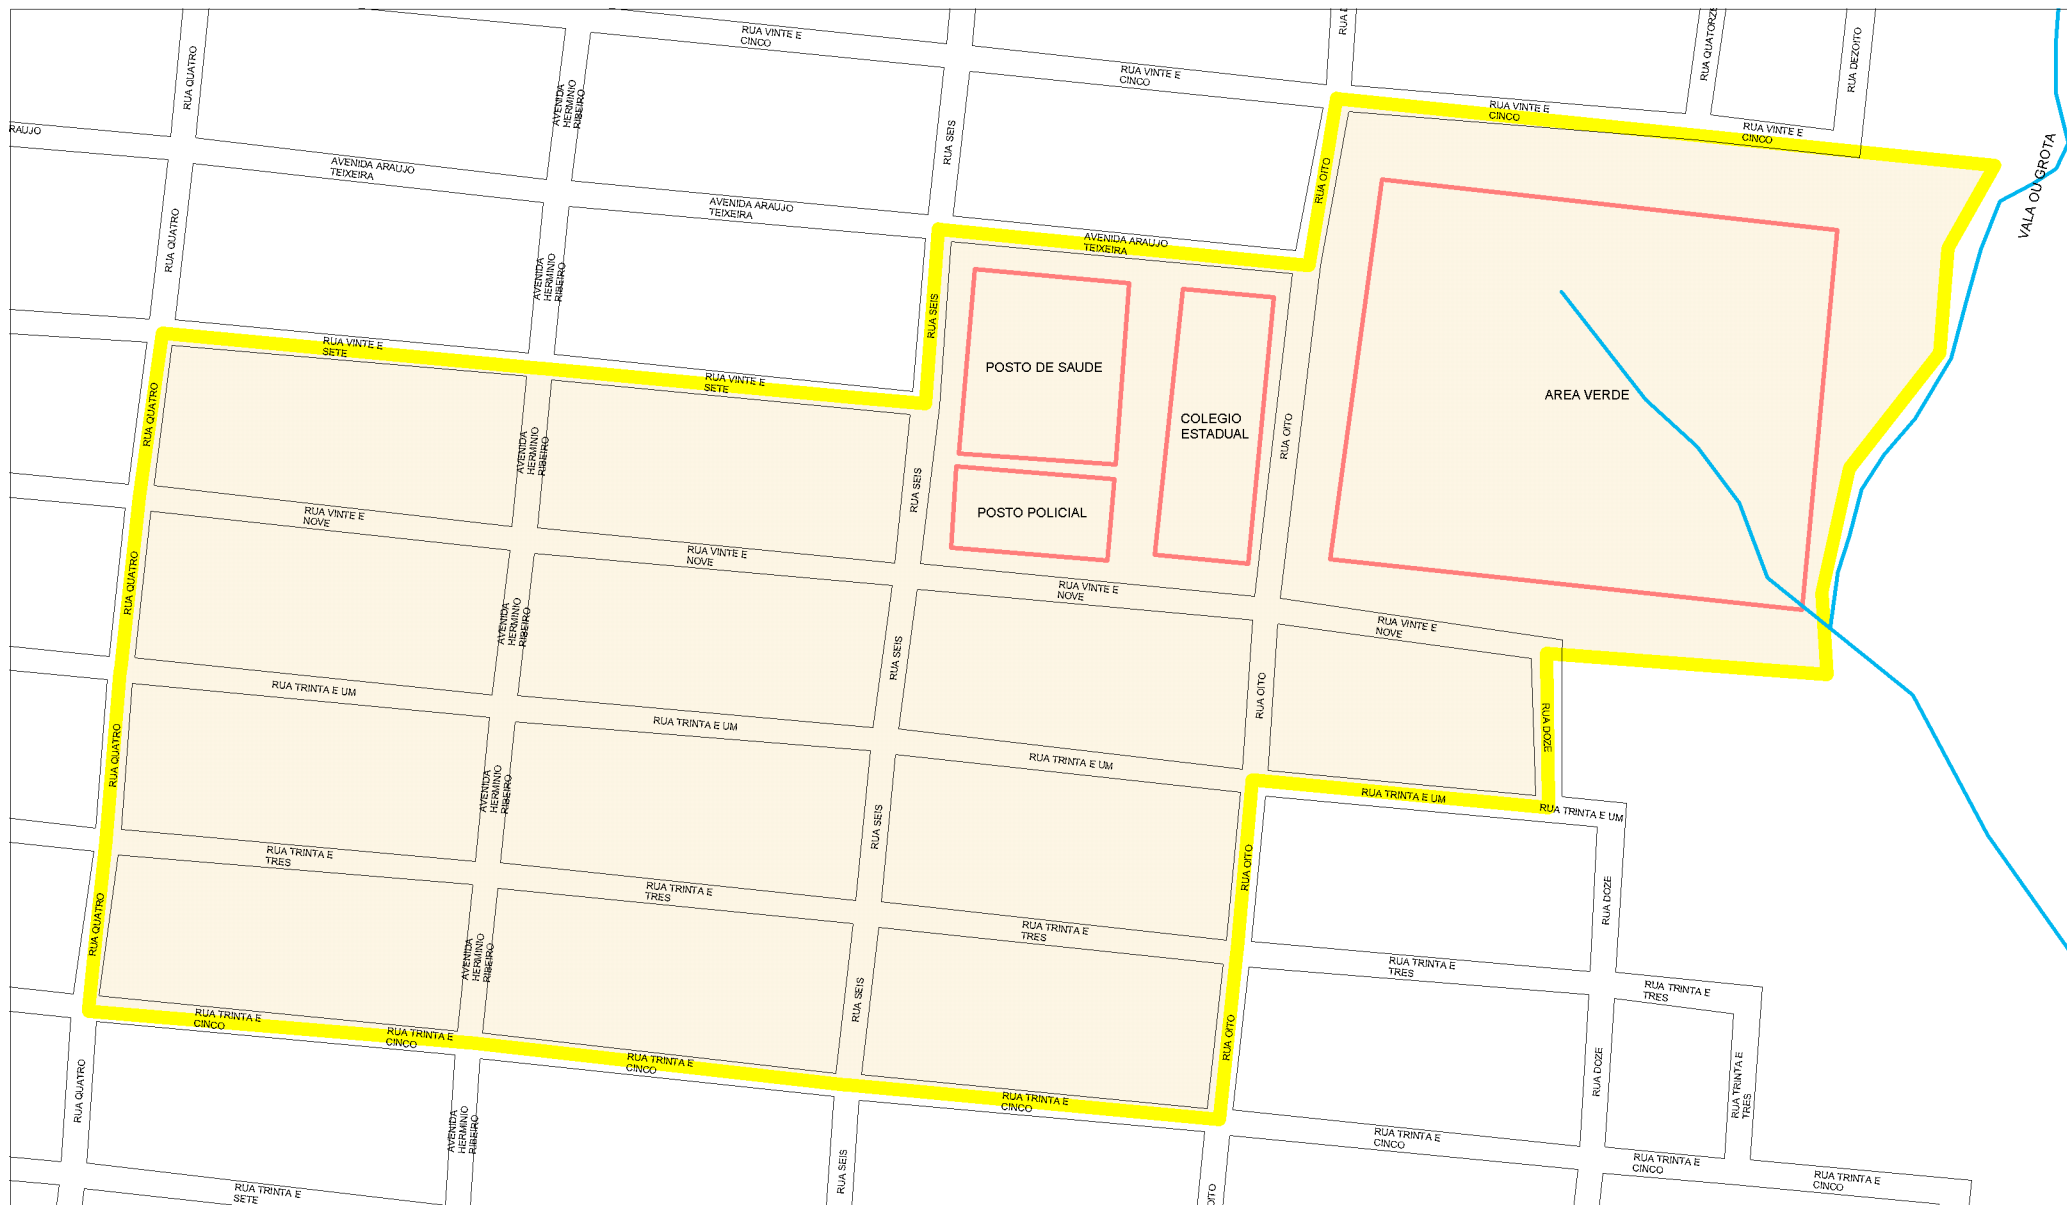 RUA QUATRO
AVENIDA
HERMINIO
RIBEIRO
RUA VINTE E
CINCO
RUA VINTE E
CINCO
RUA QUATORZE
RUA DEZOITO
RUA VINTE E
CINCO
RUA VINTE E
CINCO
VALA OU GROTA
RAUJO
AVENIDA ARAUJO
TEIXEIRA
RUA SEIS
RUA OITO
RUA QUATRO
AVENIDA
HERMINIO
RIBEIRO
AVENIDA ARAUJO
TEIXEIRA
AVENIDA ARAUJO
TEIXEIRA
RUA SEIS
RUA VINTE E
SETE
RUA VINTE E
SETE
POSTO DE SAUDE
COLEGIO
ESTADUAL
AREA VERDE
RUA QUATRO
AVENIDA
HERMINIO
RIBEIRO
RUA SEIS
RUA OITO
POSTO POLICIAL
RUA VINTE E
NOVE
RUA VINTE E
NOVE
RUA VINTE E
NOVE
RUA VINTE E
NOVE
RUA QUATRO
AVENIDA
HERMINIO
RIBEIRO
RUA SEIS
RUA OITO
RUA DOZE
RUA TRINTA E UM
RUA TRINTA E UM
RUA TRINTA E UM
RUA TRINTA E UM
RUA TRINTA E UM
RUA QUATRO
AVENIDA
HERMINIO
RIBEIRO
RUA SEIS
RUA OITO
RUA DOZE
RUA TRINTA E
TRES
RUA TRINTA E
TRES
RUA TRINTA E
TRES
RUA TRINTA E
TRES
RUA TRINTA E
TRES
RUA QUATRO
AVENIDA
HERMINIO
RIBEIRO
RUA SEIS
RUA OITO
RUA DOZE
RUA TRINTA E
TRES
RUA TRINTA E
CINCO
RUA TRINTA E
CINCO
RUA TRINTA E
CINCO
RUA TRINTA E
CINCO
RUA TRINTA E
CINCO
RUA TRINTA E
CINCO
RUA TRINTA E
CINCO
RUA QUATRO
AVENIDA
HERMINIO
RIBEIRO
RUA SEIS
OITO
RUA TRINTA E
SETE